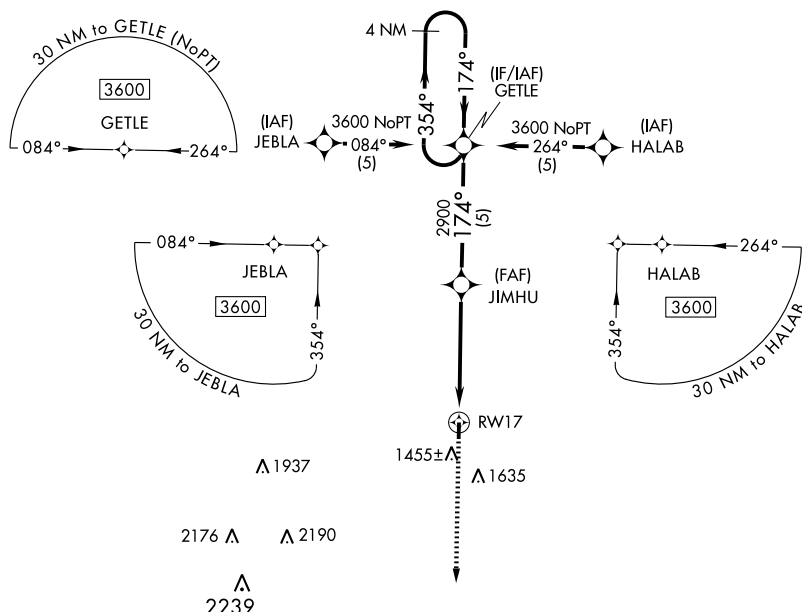 4 NM
30 NM to GETLE (NoPT)
3600
GETLE
084°
264°
354°
174°
(IF/IAF)
GETLE
(IAF)
JEBLA
3600 NoPT
084°
(5)
3600 NoPT
264°
(5)
(IAF)
HALAB
2900
174°
(5)
084°
JEBLA
3600
354°
30 NM to JEBLA
264°
HALAB
3600
354°
30 NM to HALAB
(FAF)
JIMHU
RW17
1455±
1635
1937
2176
2190
2239